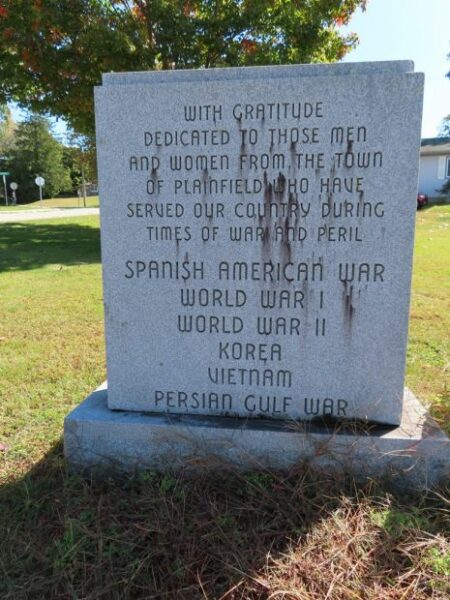 WITH GRATITUDE
DEDICATED TO THOSE MEN
AND WOMEN FROM THE TOWN
OF PLAINFIELD WHO HAVE
SERVED OUR COUNTRY DURING
TIMES OF WAR AND PERIL
SPANISH AMERICAN WAR
WORLD WAR I
WORLD WAR II
KOREA
VIETNAM
PERSIAN GULF WAR